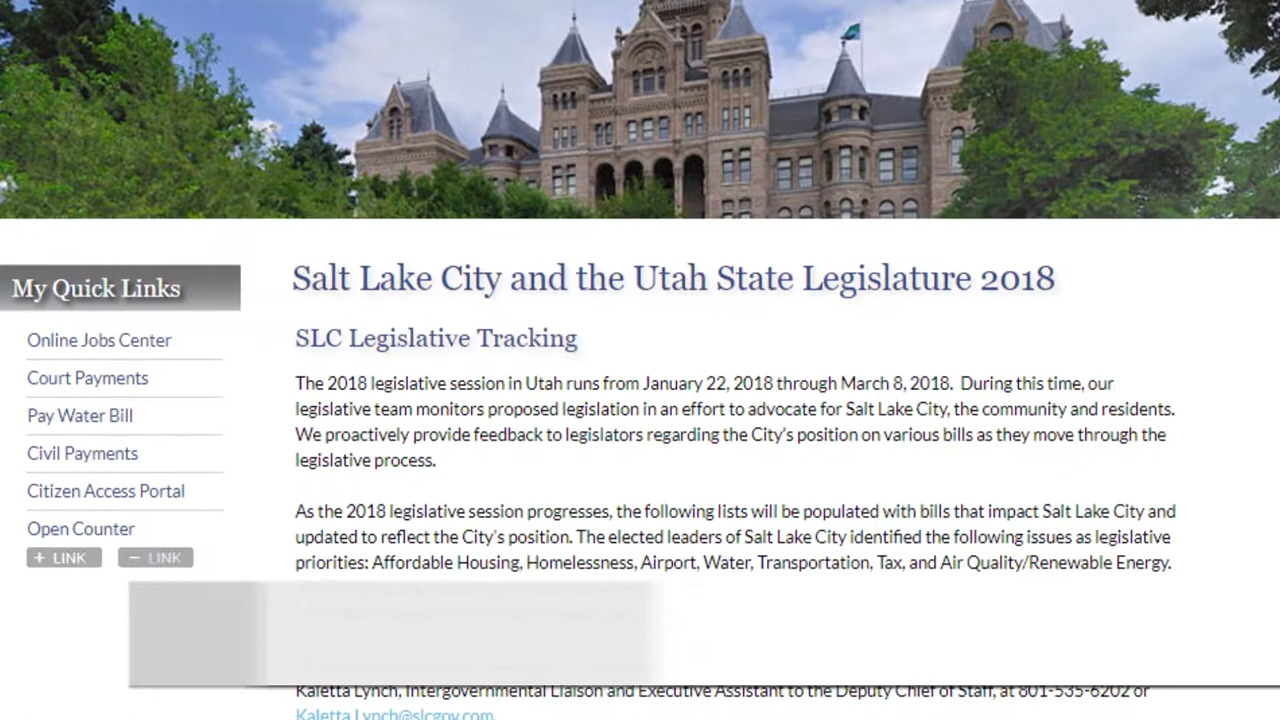 My Quick Links
Online Jobs Center
Court Payments
Pay Water Bill
Civil Payments
Citizen Access Portal
Open Counter
+ LINK
− LINK
Salt Lake City and the Utah State Legislature 2018
SLC Legislative Tracking
The 2018 legislative session in Utah runs from January 22, 2018 through March 8, 2018.  During this time, our
legislative team monitors proposed legislation in an effort to advocate for Salt Lake City, the community and residents.
We proactively provide feedback to legislators regarding the City's position on various bills as they move through the
legislative process.
As the 2018 legislative session progresses, the following lists will be populated with bills that impact Salt Lake City and
updated to reflect the City's position. The elected leaders of Salt Lake City identified the following issues as legislative
priorities: Affordable Housing, Homelessness, Airport, Water, Transportation, Tax, and Air Quality/Renewable Energy.
Kaletta Lynch, Intergovernmental Liaison and Executive Assistant to the Deputy Chief of Staff, at 801-535-6202 or
Kaletta.Lynch@slcgov.com.